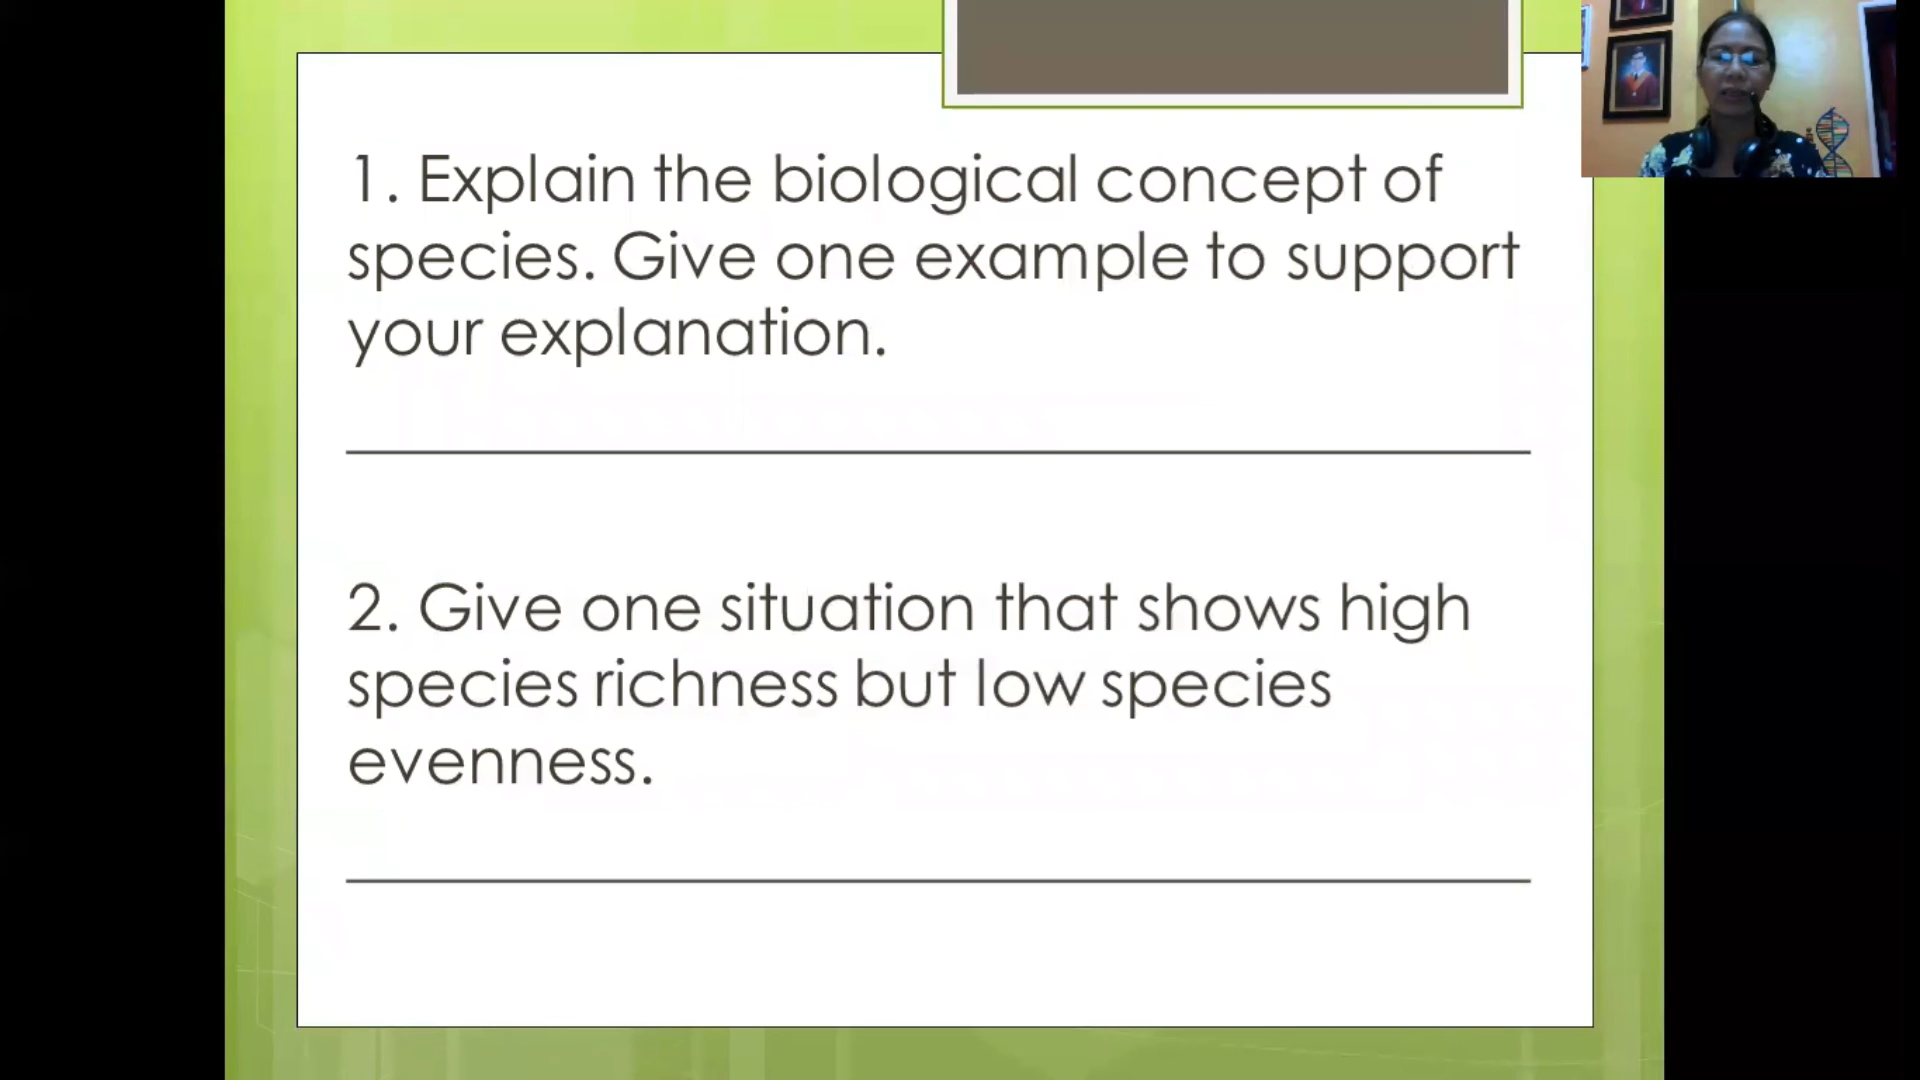 1. Explain the biological concept of
species. Give one example to support
your explanation.
2. Give one situation that shows high
species richness but low species
evenness.